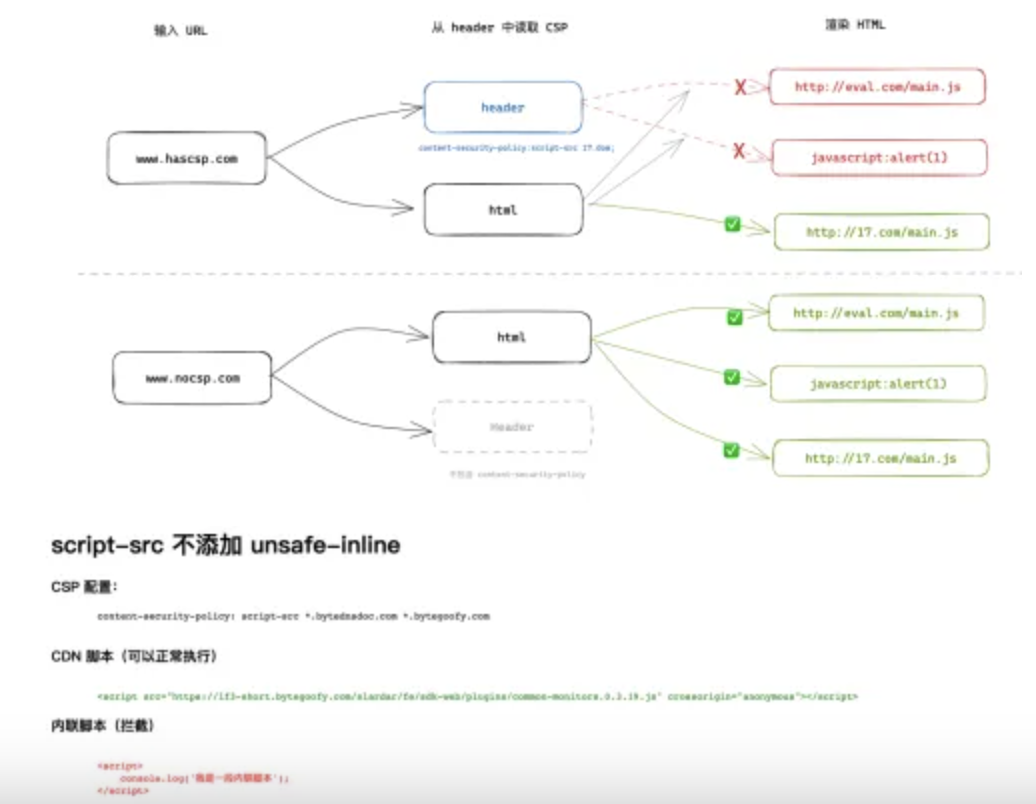 输入 URL
从 header 中读取 CSP
渲染 HTML
http://eval.com/main.js
header
www.hascsp.com
content-security-policy:script-src 17.com;
javascript:alert(1)
html
http://17.com/main.js
http://eval.com/main.js
html
www.nocsp.com
javascript:alert(1)
Header
http://17.com/main.js
content-security-policy
script-src 不添加 unsafe-inline
CSP 配置：
content-security-policy: script-src *.bytednsdoc.com *.bytegoofy.com
CDN 脚本（可以正常执行）
<script src="https://lf3-short.bytegoofy.com/slardar/fe/sdk-web/plugins/common-monitors.0.3.19.js" crossorigin="anonymous"></script>
内联脚本（拦截）
<script>
console.log('我是一段内联脚本');
</script>